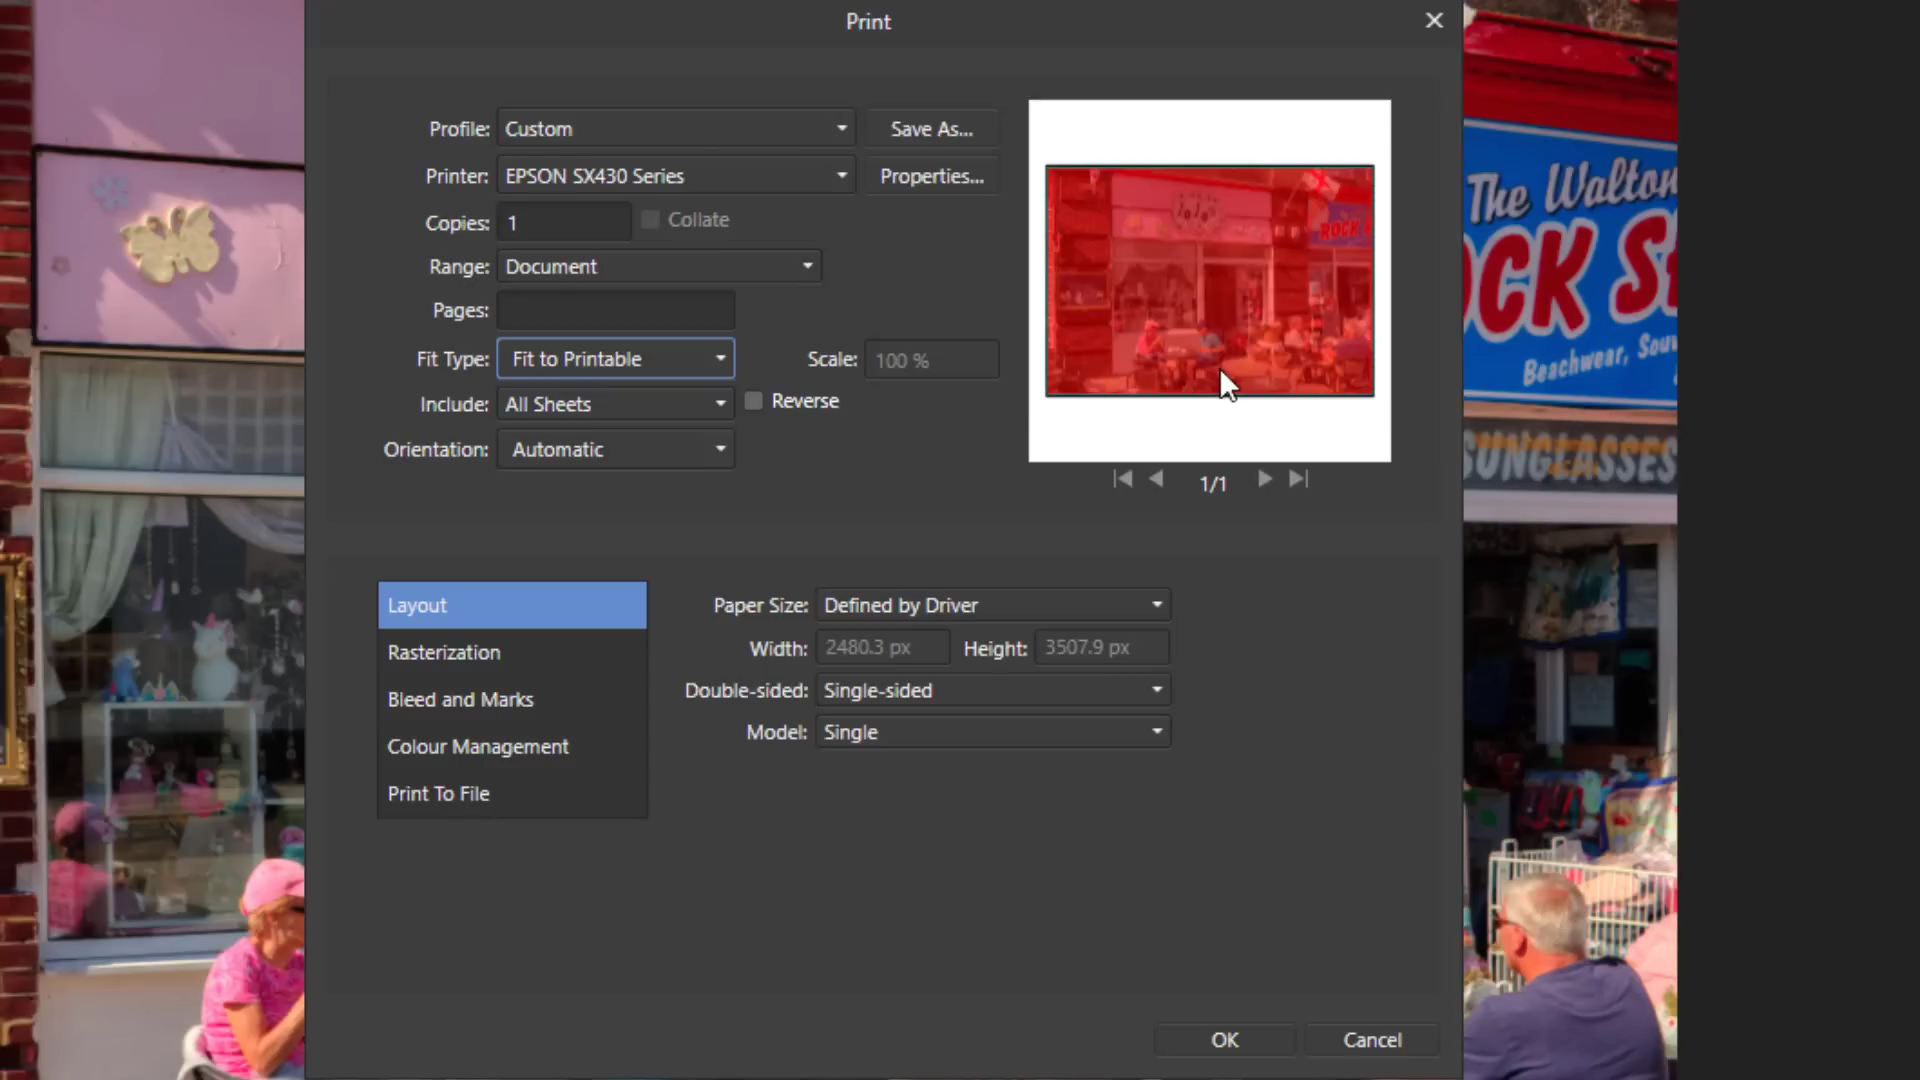 Print
Profile: Custom Save As...
Printer: EPSON SX430 Series Properties...
Copies: 1 Collate
Range: Document
Pages:
Fit Type: Fit to Printable Scale: 100 %
Include: All Sheets Reverse
Orientation: Automatic
1/1
Layout
Rasterization
Bleed and Marks
Colour Management
Print To File
Paper Size: Defined by Driver
Width: 2480.3 px Height: 3507.9 px
Double-sided: Single-sided
Model: Single
OK Cancel
The Walton
OCK S
Beachwear, Sou
SUNGLASSES
ROCK